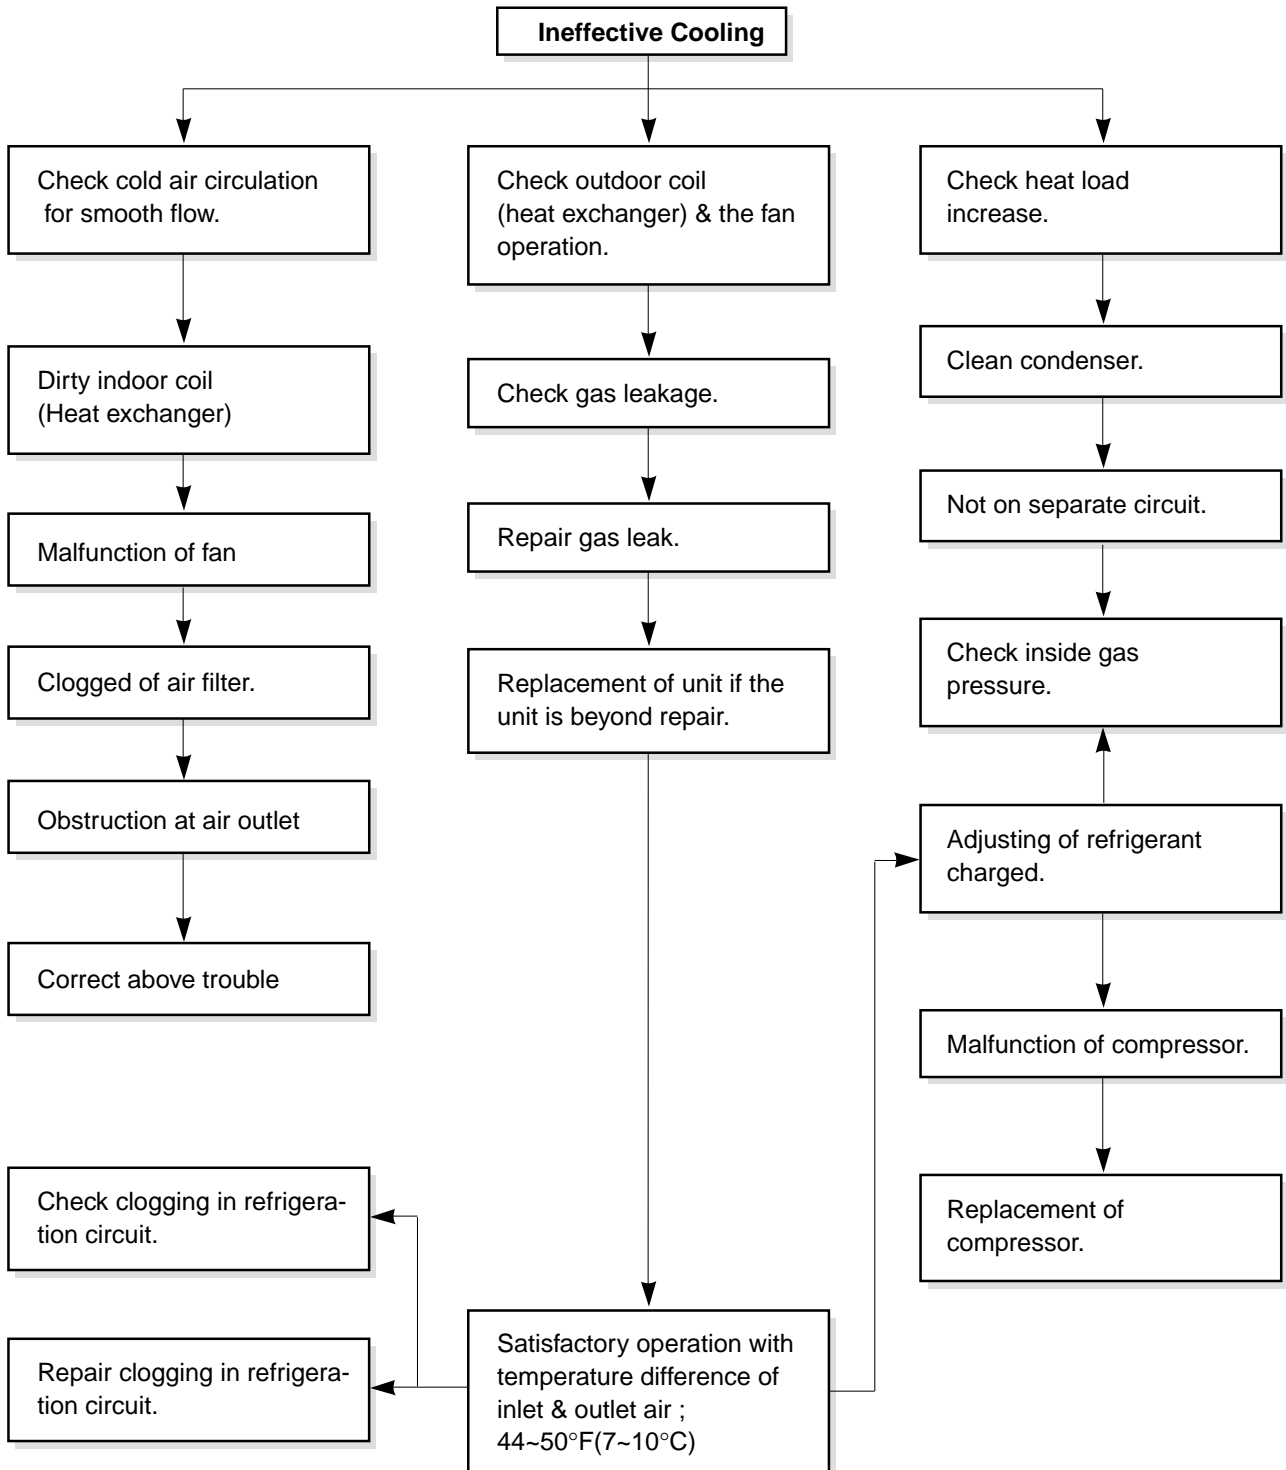 Ineffective Cooling
Check cold air circulation
for smooth flow.
Dirty indoor coil
(Heat exchanger)
Malfunction of fan
Clogged of air filter.
Obstruction at air outlet
Correct above trouble
Check clogging in refrigera-
tion circuit.
Repair clogging in refrigera-
tion circuit.
Check outdoor coil
(heat exchanger) & the fan
operation.
Check gas leakage.
Repair gas leak.
Replacement of unit if the
unit is beyond repair.
Satisfactory operation with
temperature difference of
inlet & outlet air ;
44~50°F(7~10°C)
Check heat load
increase.
Clean condenser.
Not on separate circuit.
Check inside gas
pressure.
Adjusting of refrigerant
charged.
Malfunction of compressor.
Replacement of
compressor.